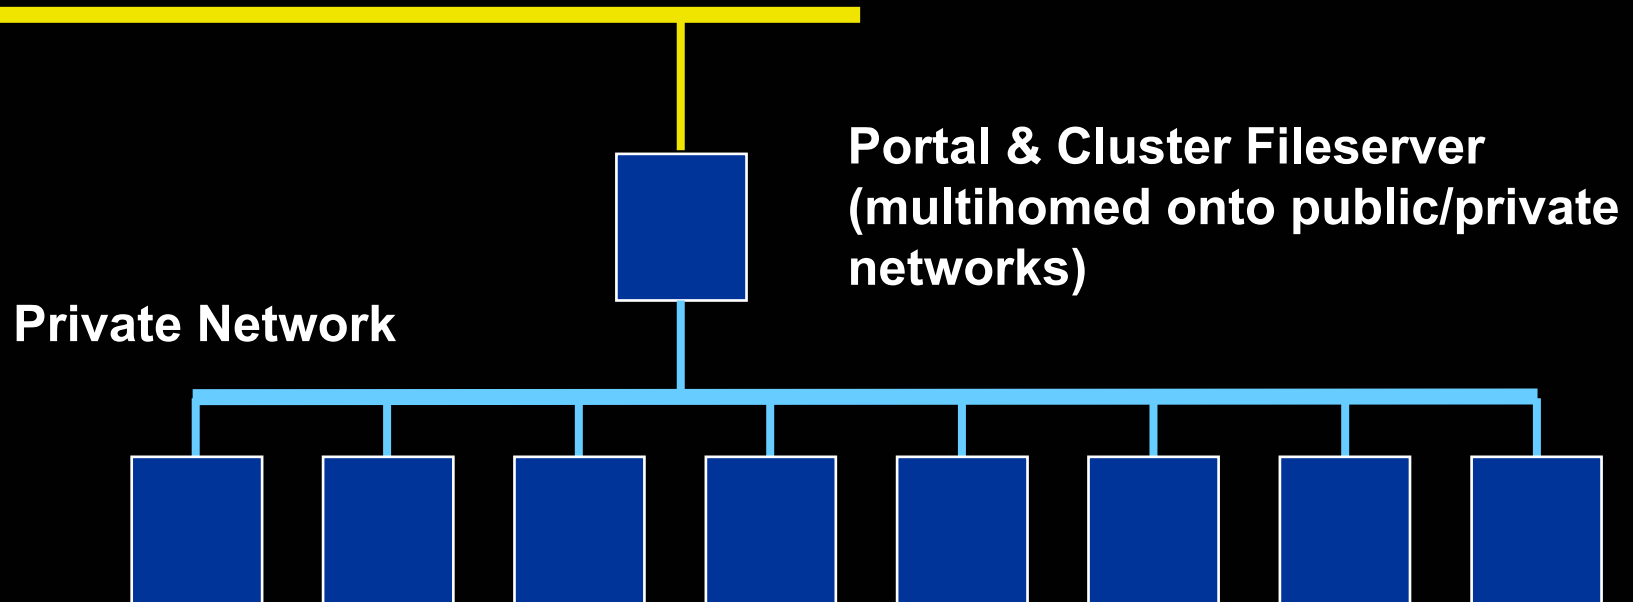 Portal & Cluster Fileserver
(multihomed onto public/private
networks)
Private Network